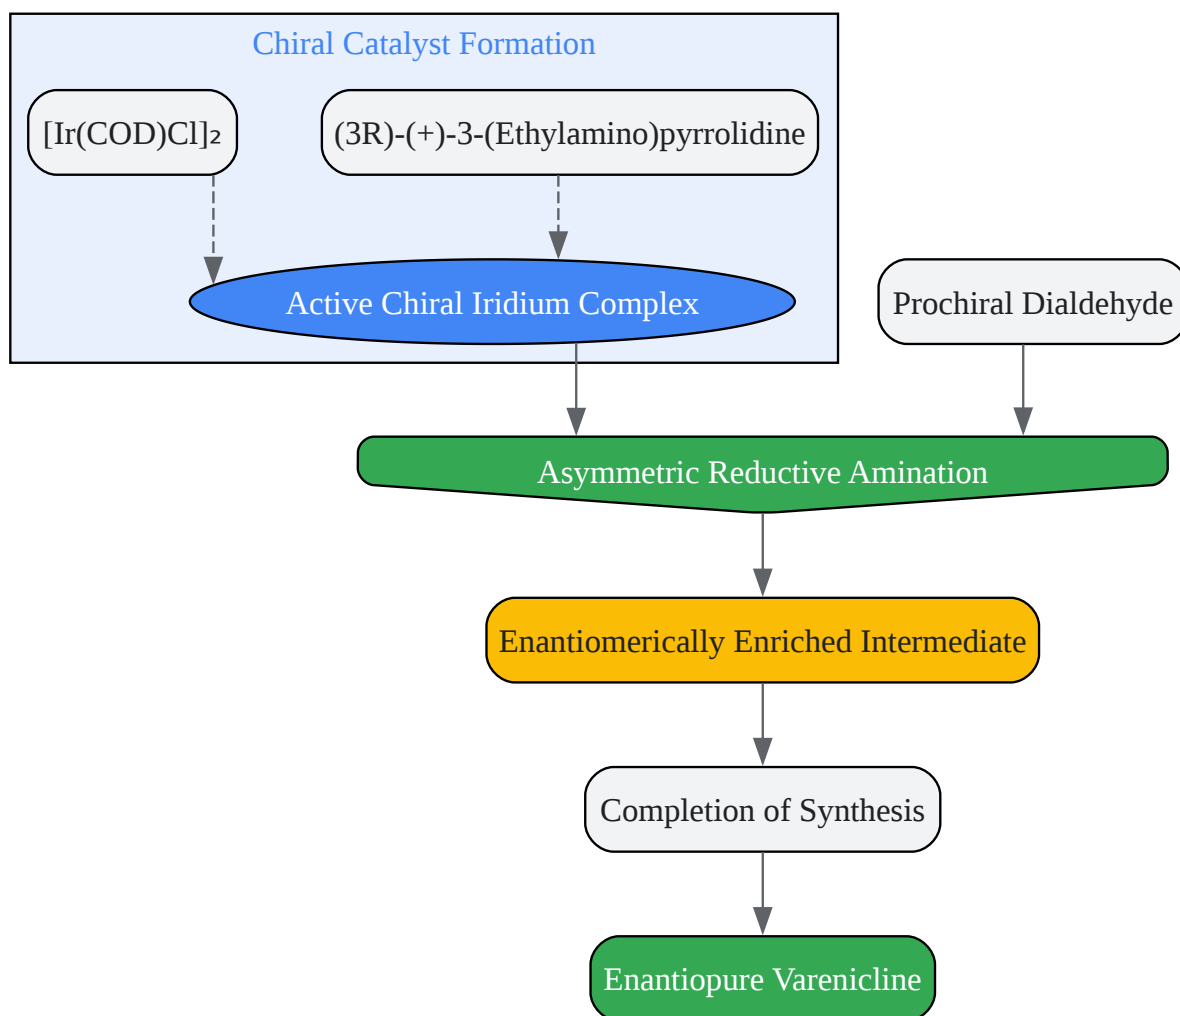 Chiral Catalyst Formation
[Ir(COD)Cl]₂
(3R)-(+)-3-(Ethylamino)pyrrolidine
Active Chiral Iridium Complex
Prochiral Dialdehyde
Asymmetric Reductive Amination
Enantiomerically Enriched Intermediate
Completion of Synthesis
Enantiopure Varenicline